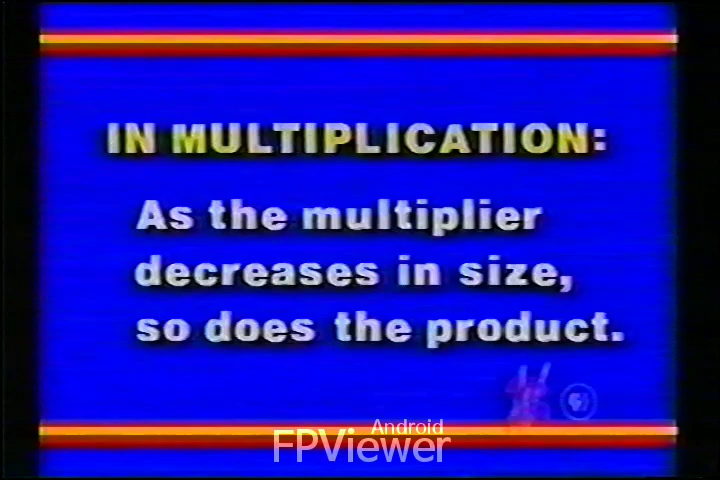 IN MULTIPLICATION:
As the multiplier
decreases in size,
so does the product.
Android
FPViewer